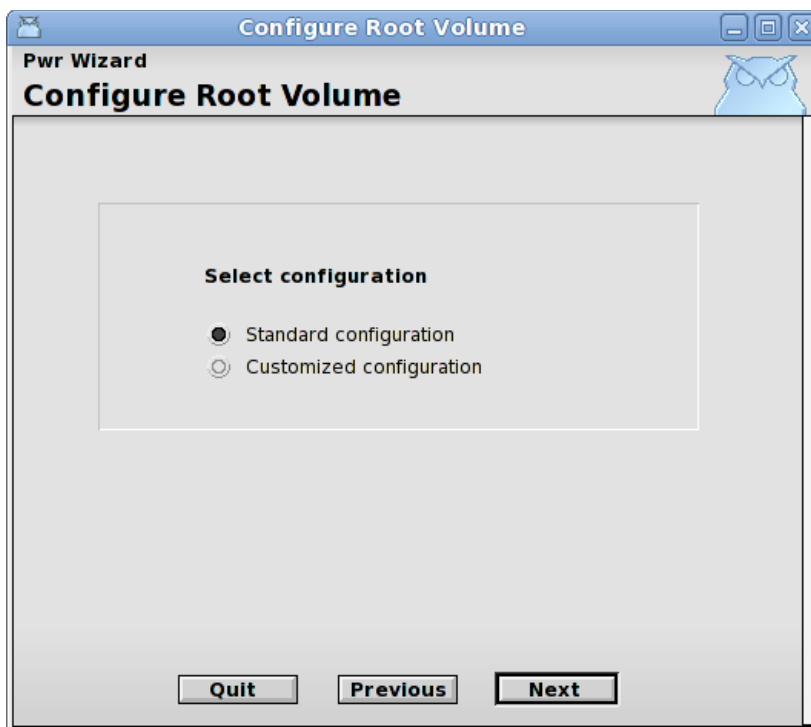 Configure Root Volume
Pwr Wizard
Configure Root Volume
Select configuration
Standard configuration
Customized configuration
Quit Previous Next